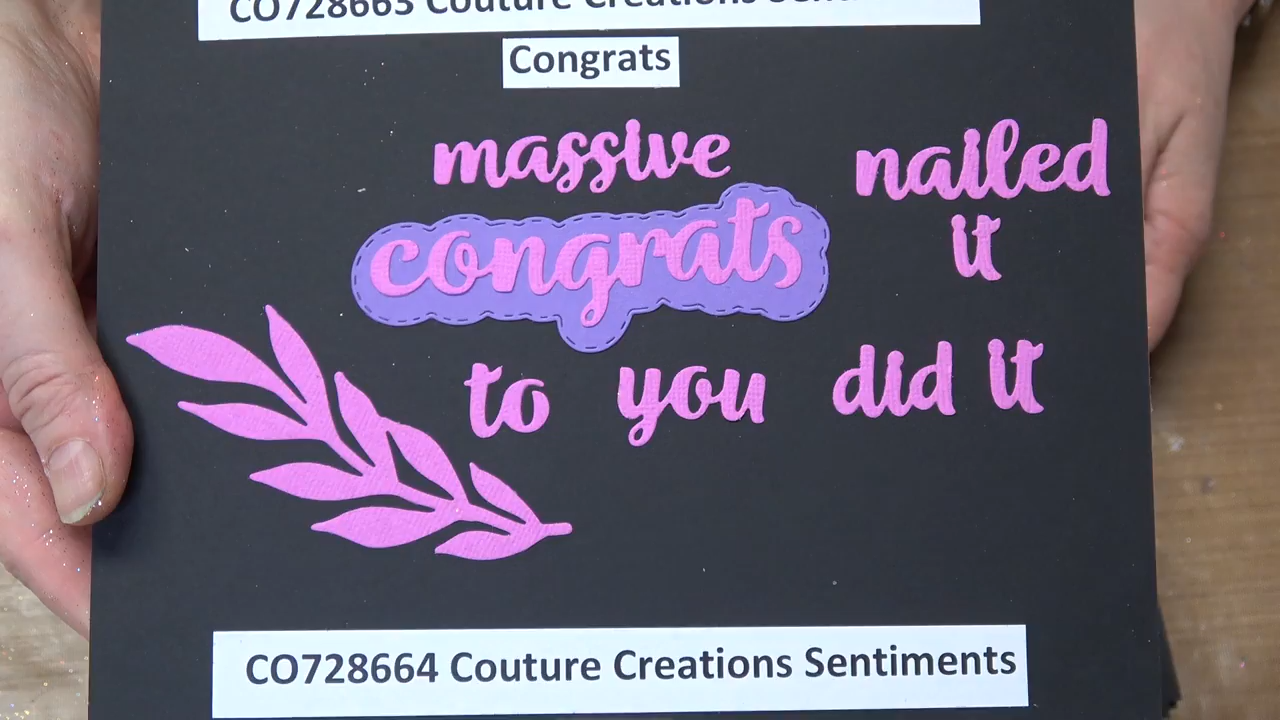 CO728663 Couture Creations
Congrats
massive
nailed
it
congrats
to you did it
CO728664 Couture Creations Sentiments